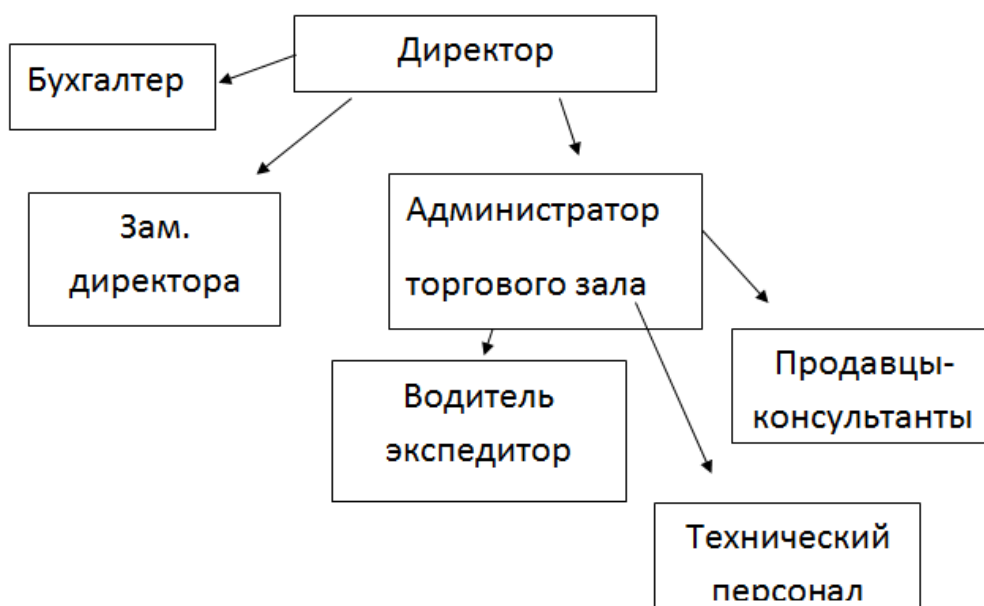 Директор
Бухгалтер
Зам.
директора
Администратор
торгового зала
Водитель
экспедитор
Продавцы-
консультанты
Технический
персонал